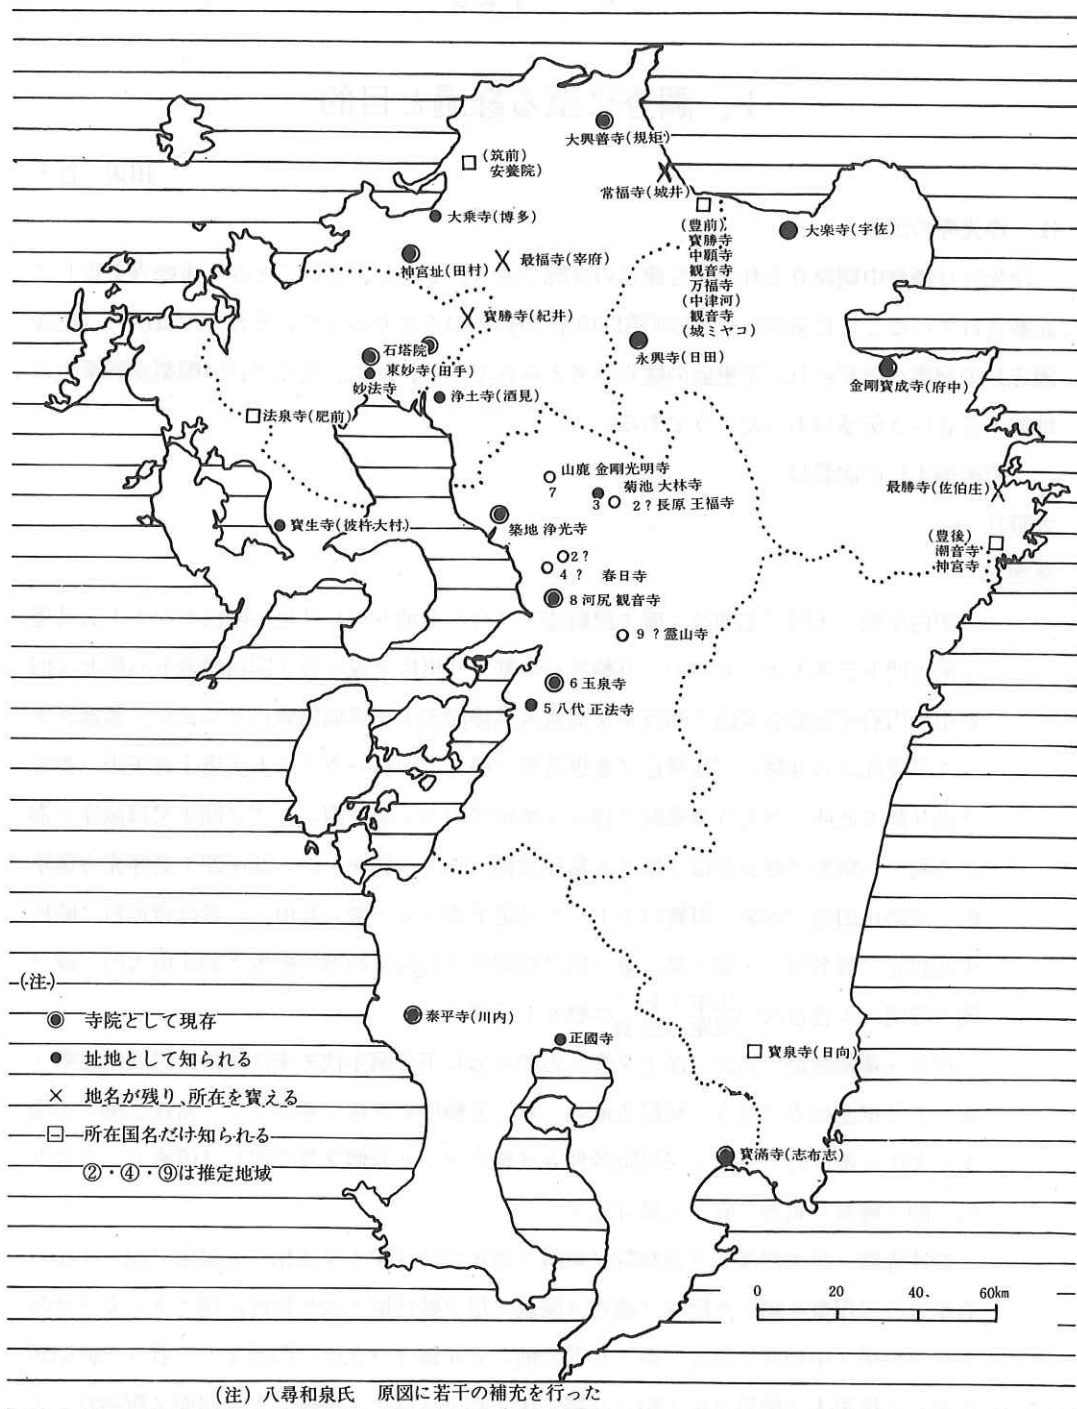 大興善寺(規矩)
(筑前)
安養院)
常福寺(城井)
大乗寺(博多)
大楽寺(宇佐)
(豊前)
寶勝寺
中願寺
観音寺
万福寺
(中津河)
観音寺
(城ミヤコ)
神宮址(田村)
最福寺(宰府)
寶勝寺(紀井)
石塔院
東妙寺(田手)
妙法寺
浄土寺(酒見)
永興寺(日田)
金剛寶成寺(府中)
法泉寺(肥前)
山鹿 金剛光明寺
7
菊池 大林寺
3
2?長原 王福寺
最勝寺(佐伯庄)
築地 浄光寺
寶生寺(彼杵大村)
(豊後)
潮音寺
神宮寺
2?
4? 春日寺
8河尻 観音寺
9?霊山寺
6玉泉寺
5八代 正法寺
(注)
寺院として現存
址地として知られる
× 地名が残り、所在を寶える
所在国名だけ知られる
②・④・⑨は推定地域
泰平寺(川内)
正國寺
寶泉寺(日向)
寶満寺(志布志)
0 20 40. 60km
(注)八尋和泉氏 原図に若干の補充を行った